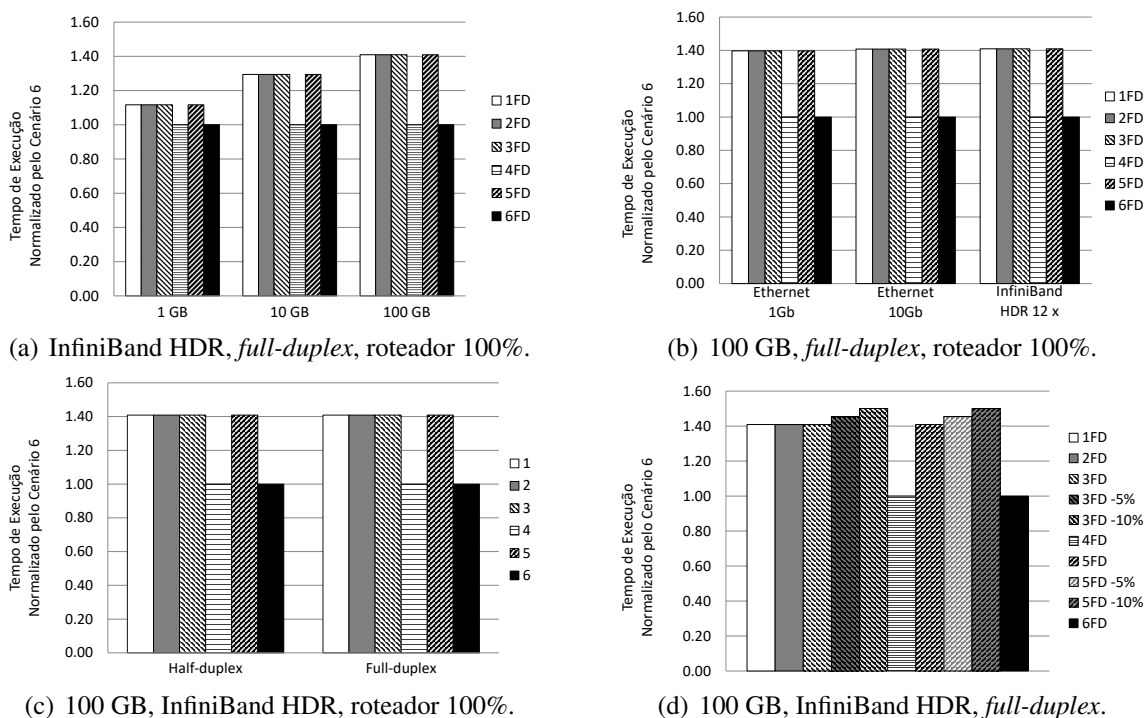 1.60
1.40
1.20
1.00
0.80
0.60
0.40
0.20
0.00
Tempo de Execução
Normalizado pelo Cenário 6
1 GB
10 GB
100 GB
1FD
2FD
3FD
4FD
5FD
6FD
(a) InfiniBand HDR, full-duplex, roteador 100%.
1.60
1.40
1.20
1.00
0.80
0.60
0.40
0.20
0.00
Tempo de Execução
Normalizado pelo Cenário 6
Ethernet
1Gb
Ethernet
10Gb
InfiniBand
HDR 12 x
1FD
2FD
3FD
4FD
5FD
6FD
(b) 100 GB, full-duplex, roteador 100%.
1.60
1.40
1.20
1.00
0.80
0.60
0.40
0.20
0.00
Tempo de Execução
Normalizado pelo Cenário 6
Half-duplex
Full-duplex
1
2
3
4
5
6
(c) 100 GB, InfiniBand HDR, roteador 100%.
1.60
1.40
1.20
1.00
0.80
0.60
0.40
0.20
0.00
Tempo de Execução
Normalizado pelo Cenário 6
1FD
2FD
3FD
3FD -5%
3FD -10%
4FD
5FD
5FD -5%
5FD -10%
6FD
(d) 100 GB, InfiniBand HDR, full-duplex.